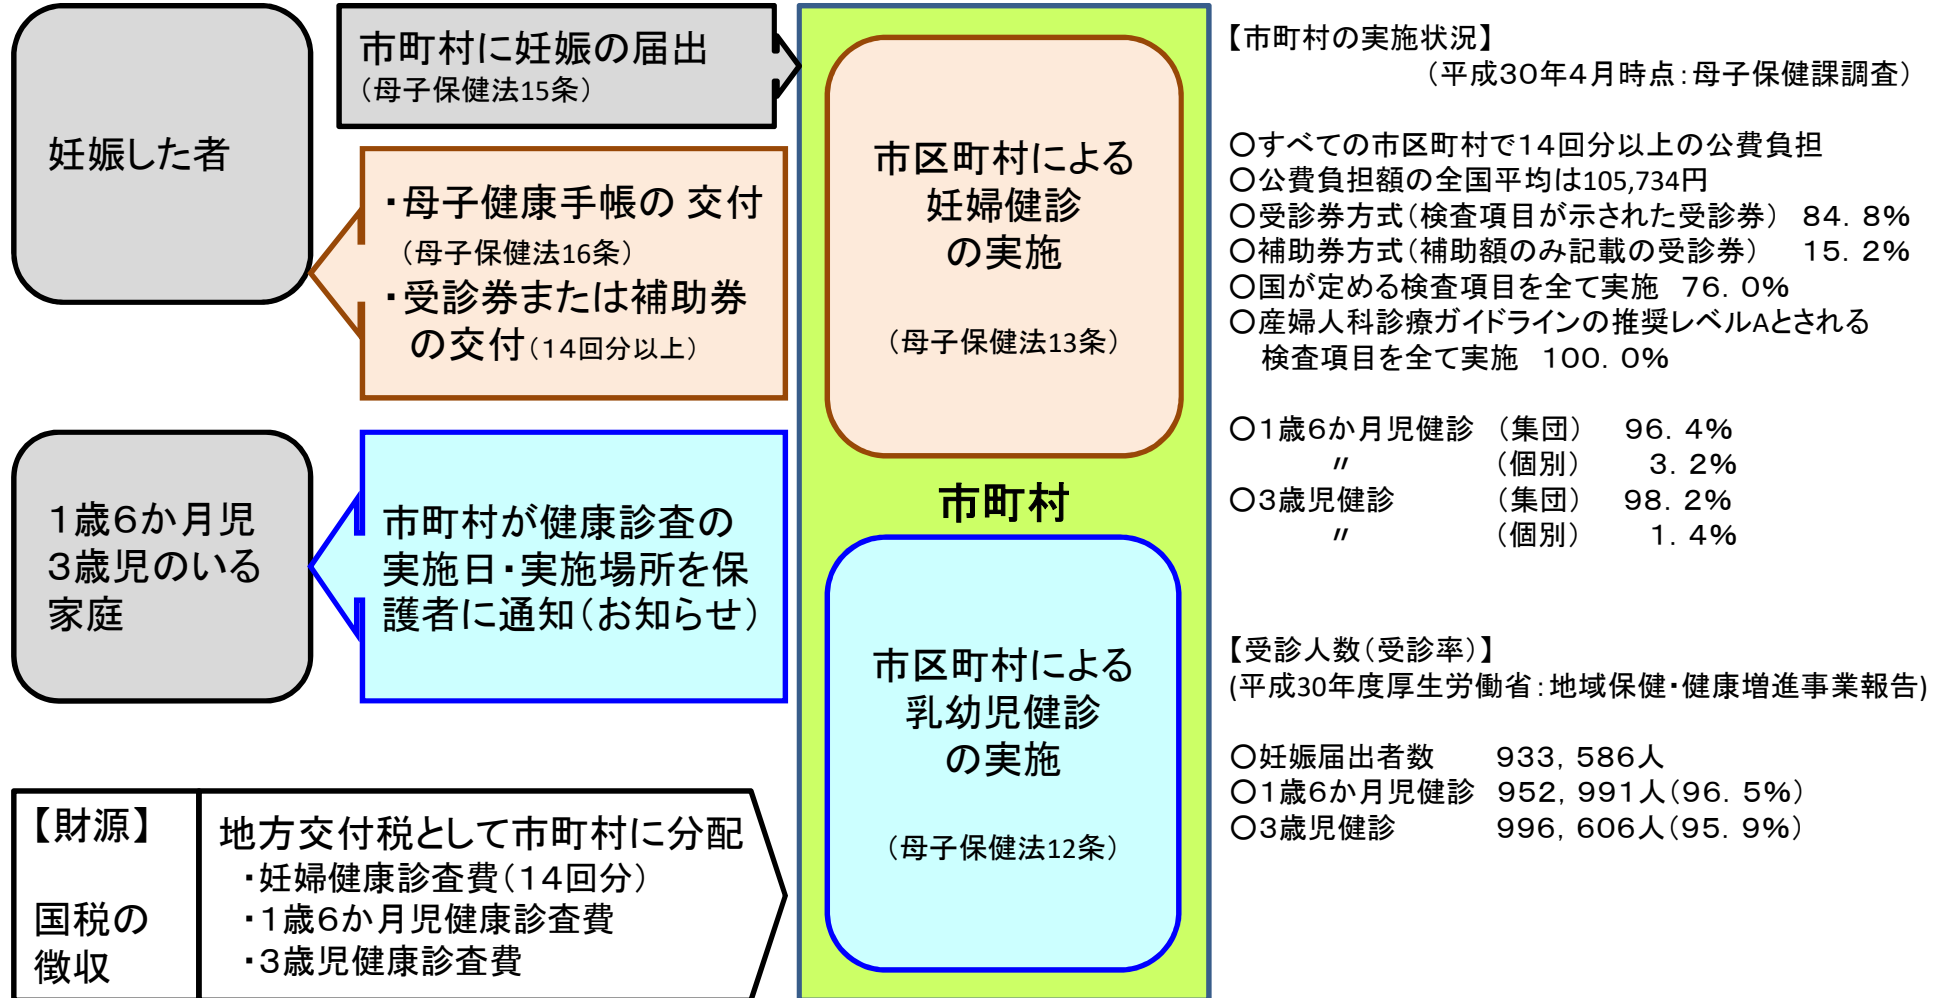 妊娠した者
市町村に妊娠の届出
（母子保健法15条）
・母子健康手帳の 交付
（母子保健法16条）
・受診券または補助券
の交付（１４回分以上）
１歳６か月児
３歳児のいる
家庭
市町村が健康診査の
実施日・実施場所を保
護者に通知（お知らせ）
【財源】
国税の
徴収
地方交付税として市町村に分配
・妊婦健康診査費（１４回分）
・１歳６か月児健康診査費
・３歳児健康診査費
市区町村による
妊婦健診
の実施
（母子保健法13条）
市町村
市区町村による
乳幼児健診
の実施
（母子保健法12条）
【市町村の実施状況】
（平成３０年４月時点：母子保健課調査）
○すべての市区町村で１４回分以上の公費負担
○公費負担額の全国平均は105,734円
○受診券方式（検査項目が示された受診券） ８４．８％
○補助券方式（補助額のみ記載の受診券） １５．２％
○国が定める検査項目を全て実施 ７６．０％
○産婦人科診療ガイドラインの推奨レベルAとされる
検査項目を全て実施 １００．０％
○１歳６か月児健診 （集団） ９６．４％
〃 （個別） ３．２％
○３歳児健診 （集団） ９８．２％
〃 （個別） １．４％
【受診人数（受診率）】
(平成30年度厚生労働省：地域保健・健康増進事業報告)
○妊娠届出者数 ９３３，５８６人
○１歳６か月児健診 ９５２，９９１人（９６．５％）
○３歳児健診 ９９６，６０６人（９５．９％）